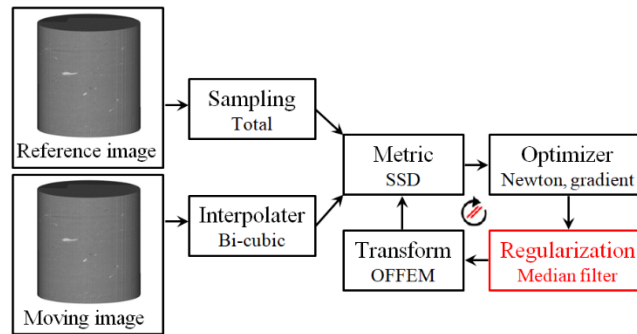 Reference image
Sampling
Total
Moving image
Interpolater
Bi-cubic
Metric
SSD
Optimizer
Newton, gradient
Transform
OFFEM
Regularization
Median filter